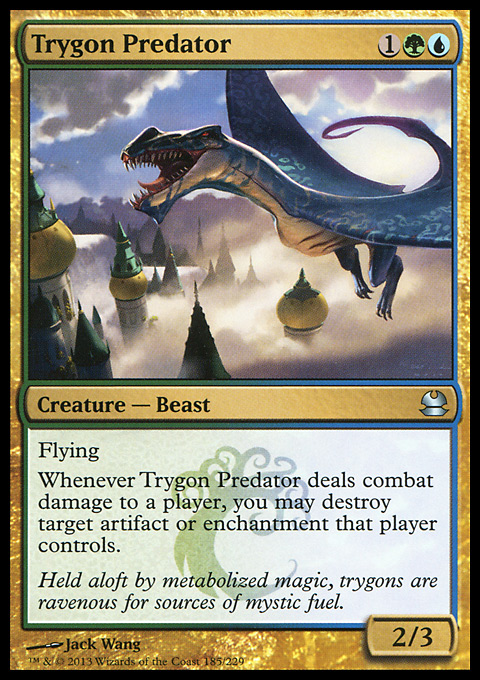 Trygon Predator 1
Creature — Beast
Flying
Whenever Trygon Predator deals combat
damage to a player, you may destroy
target artifact or enchantment that player
controls.
Held aloft by metabolized magic, trygons are
ravenous for sources of mystic fuel.
Jack Wang
2/3
™ & © 2013 Wizards of the Coast 185/229